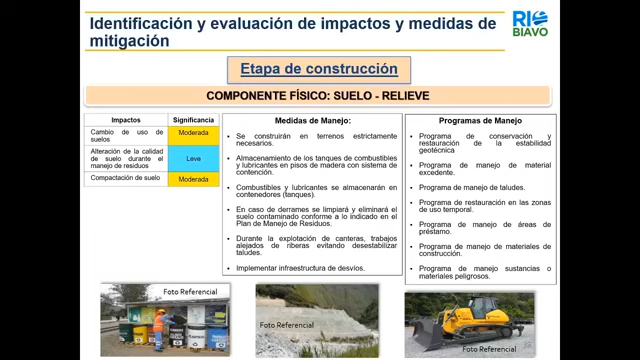 Identificación y evaluación de impactos y medidas de
mitigación
RIO
BIAVO
Etapa de construcción
COMPONENTE FÍSICO: SUELO - RELIEVE
Impactos Significancia
Cambio de uso de
suelos
Moderada
Alteración de la calidad
de suelo durante el
manejo de residuos
Leve
Compactación de suelo Moderada
Medidas de Manejo:
• Se construirán en terrenos estrictamente
necesarios.
• Almacenamiento de los tanques de combustibles
y lubricantes en pisos de madera con sistema de
contención.
• Combustibles y lubricantes se almacenarán en
contenedores (tanques).
• En caso de derrames se limpiará y eliminará el
suelo contaminado conforme a lo indicado en el
Plan de Manejo de Residuos.
• Durante la explotación de canteras, trabajos
alejados de riberas evitando desestabilizar
taludes.
• Implementar infraestructura de desvíos.
Programas de Manejo
• Programa de conservación y
restauración de la estabilidad
geotécnica
• Programa de manejo de material
excedente.
• Programa de manejo de taludes.
• Programa de restauración en las zonas
de uso temporal.
• Programa de manejo de áreas de
préstamo.
• Programa de manejo de materiales de
construcción.
• Programa de manejo sustancias o
materiales peligrosos.
Foto Referencial
Foto Referencial
Foto Referencial